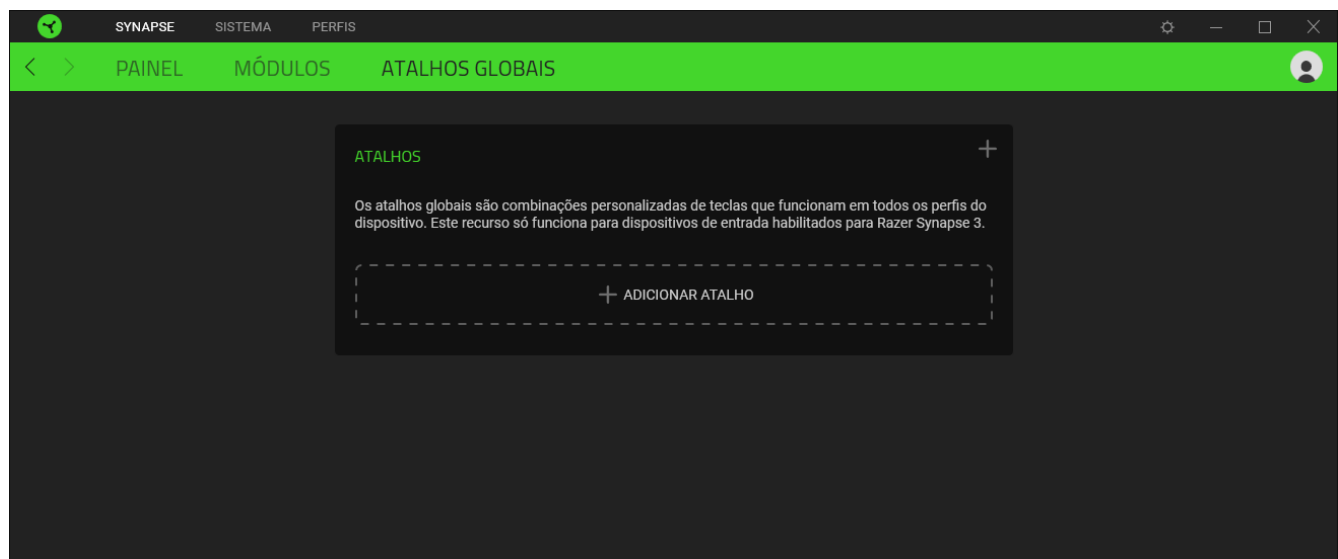 SYNAPSE SISTEMA PERFIS
PAINEL MÓDULOS ATALHOS GLOBAIS
ATALHOS
Os atalhos globais são combinações personalizadas de teclas que funcionam em todos os perfis do
dispositivo. Este recurso só funciona para dispositivos de entrada habilitados para Razer Synapse 3.
ADICIONAR ATALHO